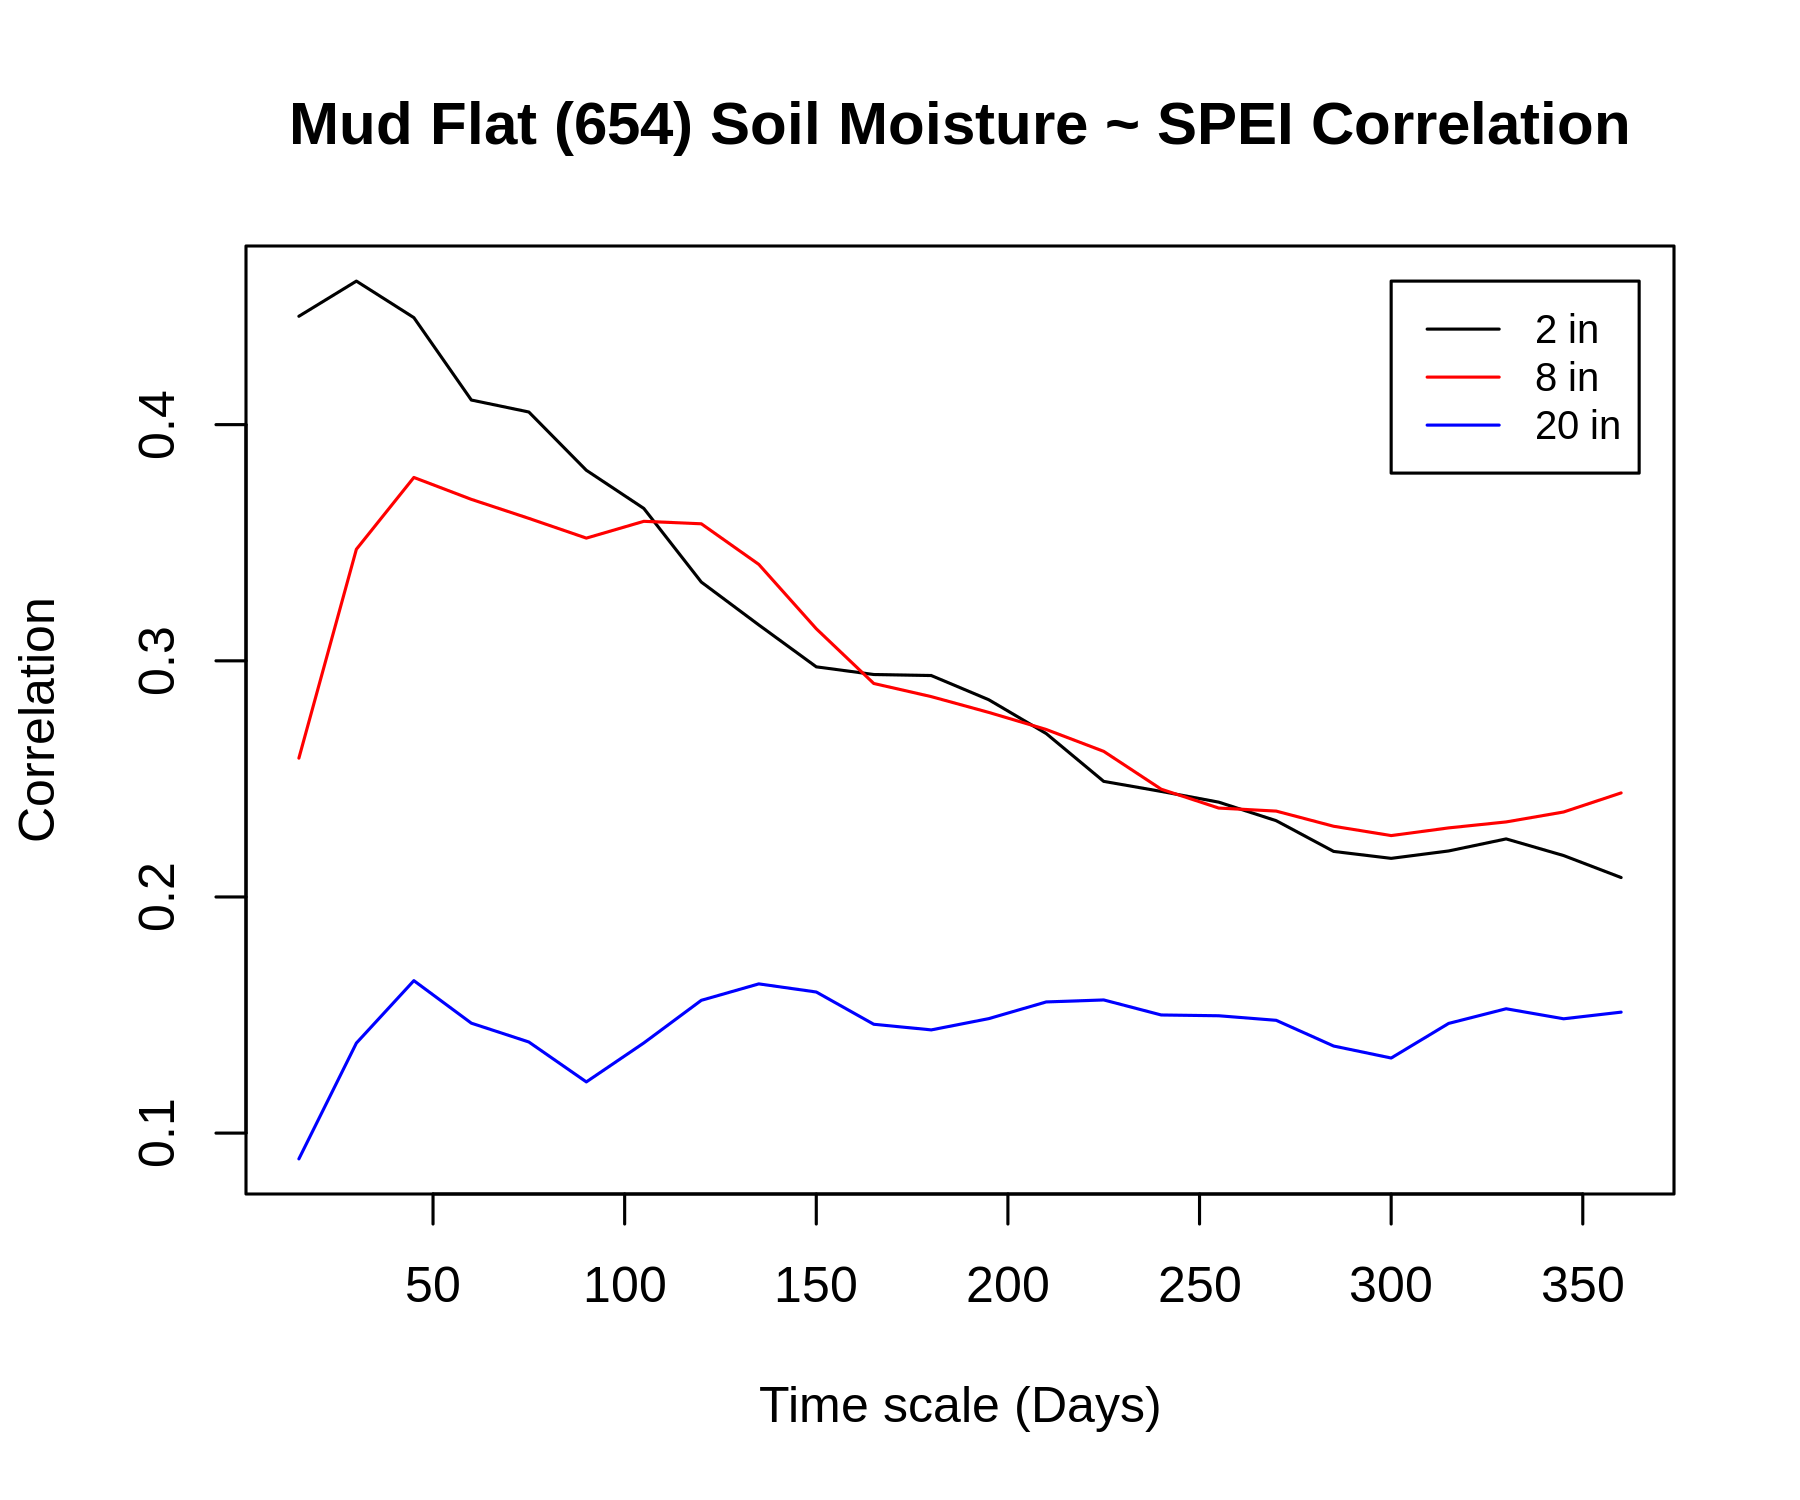 Mud Flat (654) Soil Moisture ~ SPEI Correlation
2 in
8 in
20 in
Correlation
0.4
0.3
0.2
0.1
50 100 150 200 250 300 350
Time scale (Days)